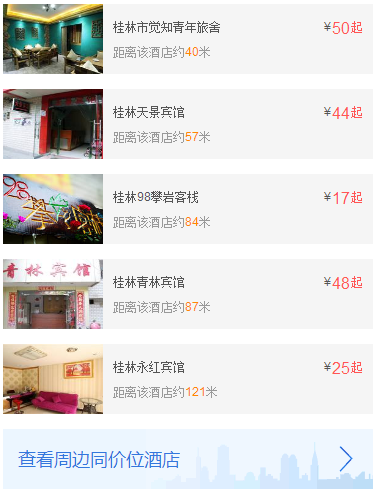 桂林市觉知青年旅舍 ¥50起
距离该酒店约40米
桂林天景宾馆 ¥44起
距离该酒店约57米
桂林98攀岩客栈 ¥17起
距离该酒店约84米
青林宾馆
桂林青林宾馆 ¥48起
距离该酒店约87米
桂林永红宾馆 ¥25起
距离该酒店约121米
查看周边同价位酒店